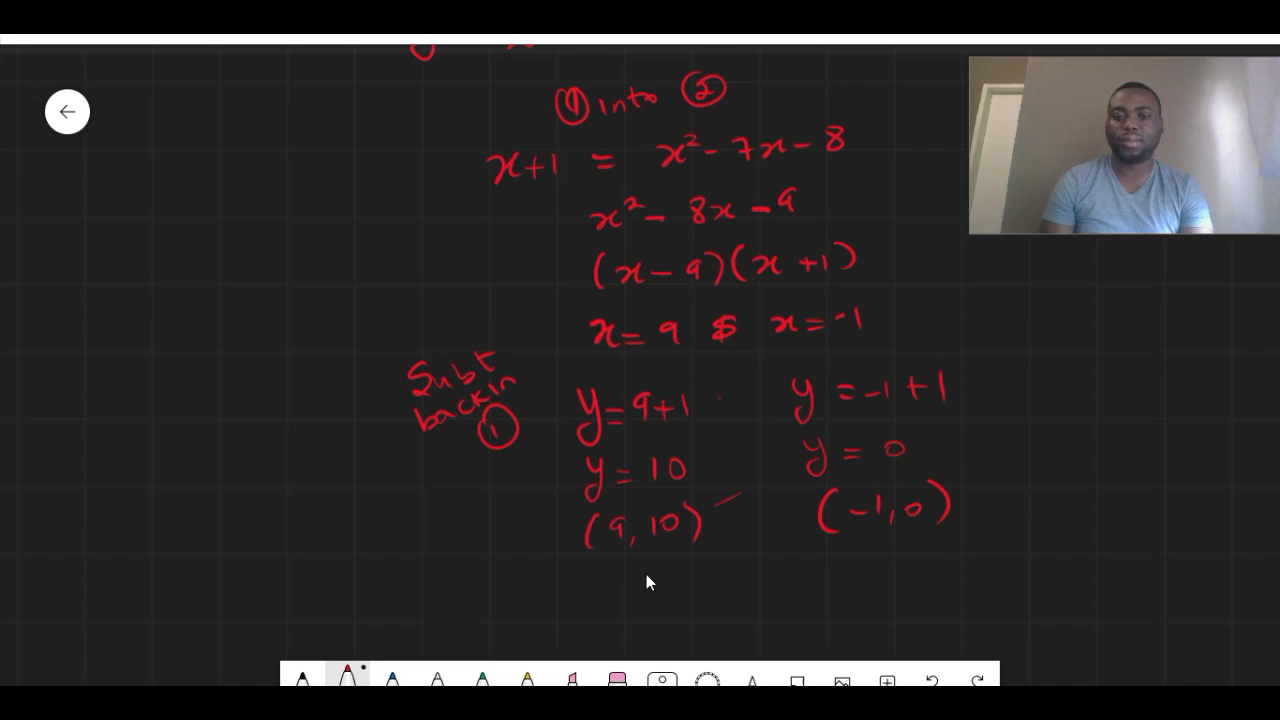 ① into ②
x+1 = x² - 7x - 8
x² - 8x - 9
(x - 9)(x + 1)
x = 9 & x = -1
Subt
back in
①
y = 9+1 y = -1 + 1
y = 10 y = 0
(9, 10) (-1, 0)